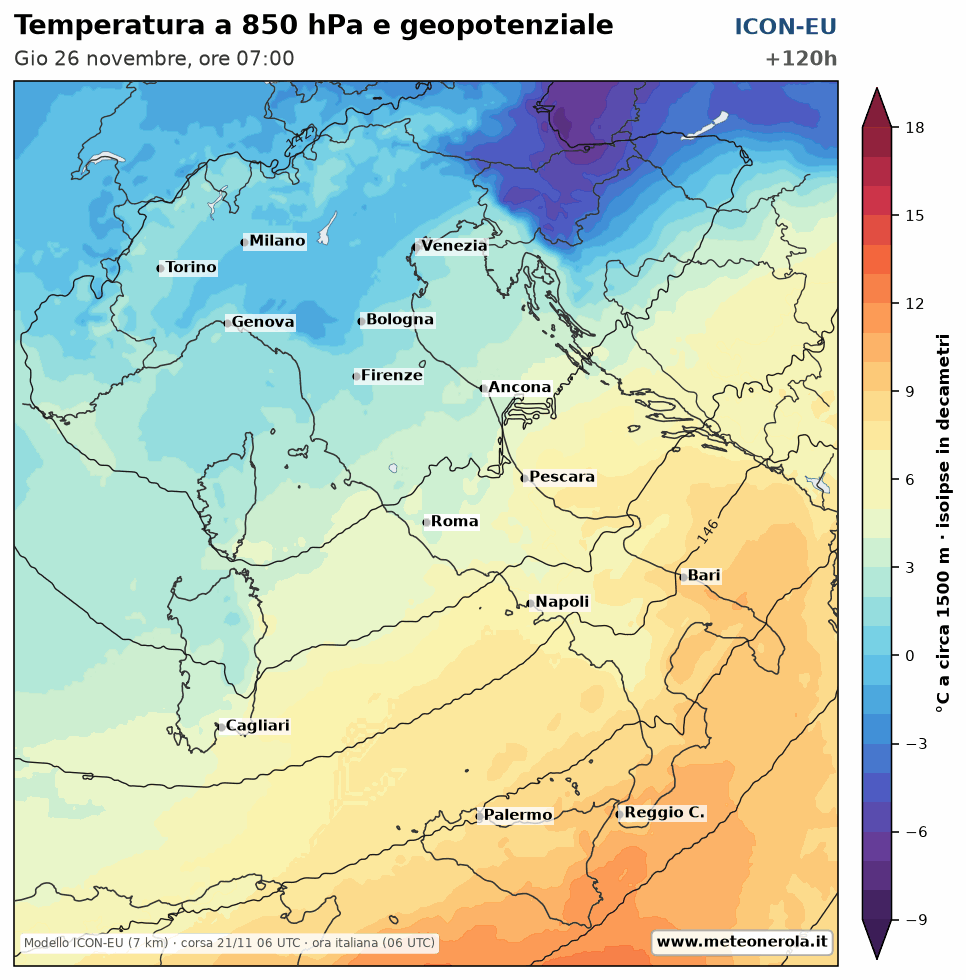 Temperatura a 850 hPa e geopotenziale
ICON-EU
Gio 26 novembre, ore 07:00
+120h
Milano
Venezia
Torino
Genova
Bologna
Firenze
Ancona
Pescara
Roma
146
Bari
Napoli
Cagliari
Palermo
Reggio C.
18
15
12
9
6
3
0
−3
−6
−9
°C a circa 1500 m · isoipse in decametri
Modello ICON-EU (7 km) · corsa 21/11 06 UTC · ora italiana (06 UTC)
www.meteonerola.it